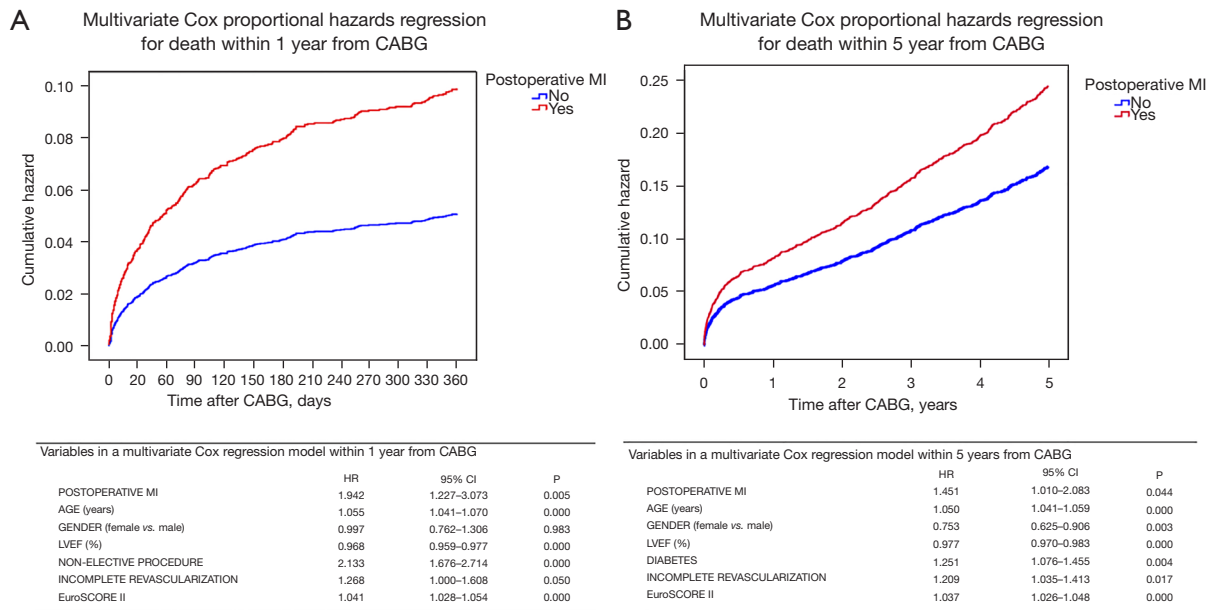 A
Multivariate Cox proportional hazards regression
for death within 1 year from CABG
Postoperative MI
No
Yes
Cumulative hazard
0.10
0.08
0.06
0.04
0.02
0.00
0 20 60 90 120 150 180 210 240 270 300 330 360
Time after CABG, days
Variables in a multivariate Cox regression model within 1 year from CABG
HR 95% CI P
POSTOPERATIVE MI 1.942 1.227–3.073 0.005
AGE (years) 1.055 1.041–1.070 0.000
GENDER (female vs. male) 0.997 0.762–1.306 0.983
LVEF (%) 0.968 0.959–0.977 0.000
NON-ELECTIVE PROCEDURE 2.133 1.676–2.714 0.000
INCOMPLETE REVASCULARIZATION 1.268 1.000–1.608 0.050
EuroSCORE II 1.041 1.028–1.054 0.000
B
Multivariate Cox proportional hazards regression
for death within 5 year from CABG
Postoperative MI
No
Yes
Cumulative hazard
0.25
0.20
0.15
0.10
0.05
0.00
0 1 2 3 4 5
Time after CABG, years
Variables in a multivariate Cox regression model within 5 years from CABG
HR 95% CI P
POSTOPERATIVE MI 1.451 1.010–2.083 0.044
AGE (years) 1.050 1.041–1.059 0.000
GENDER (female vs. male) 0.753 0.625–0.906 0.003
LVEF (%) 0.977 0.970–0.983 0.000
DIABETES 1.251 1.076–1.455 0.004
INCOMPLETE REVASCULARIZATION 1.209 1.035–1.413 0.017
EuroSCORE II 1.037 1.026–1.048 0.000